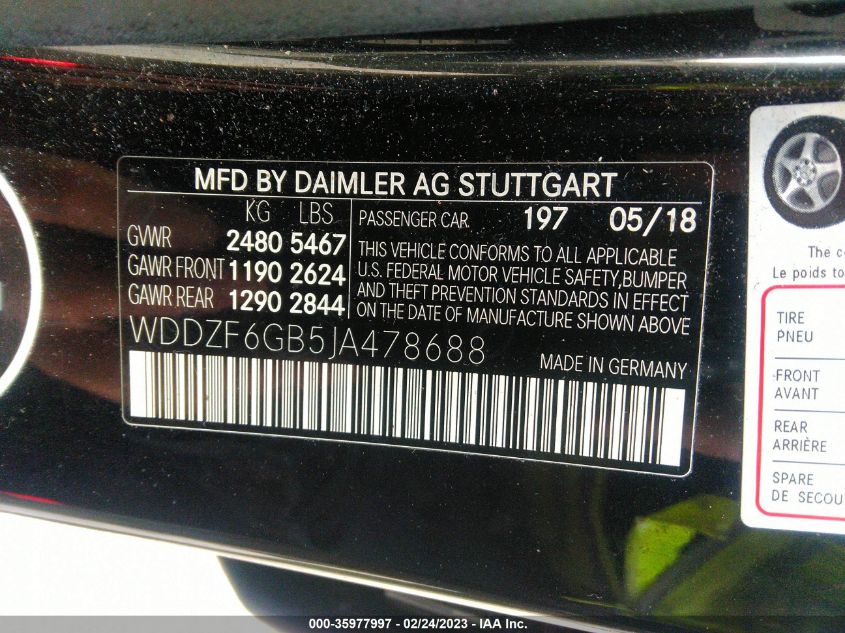 MFD BY DAIMLER AG STUTTGART
KG LBS
GVWR 2480 5467
GAWR FRONT 1190 2624
GAWR REAR 1290 2844
PASSENGER CAR 197 05/18
THIS VEHICLE CONFORMS TO ALL APPLICABLE
U.S. FEDERAL MOTOR VEHICLE SAFETY,BUMPER
AND THEFT PREVENTION STANDARDS IN EFFECT
ON THE DATE OF MANUFACTURE SHOWN ABOVE
WDDZF6GB5JA478688
MADE IN GERMANY
The
Le poids
TIRE
PNEU
FRONT
AVANT
REAR
ARRIÈRE
SPARE
DE
000-35977997 - 02/24/2023 - IAA Inc.